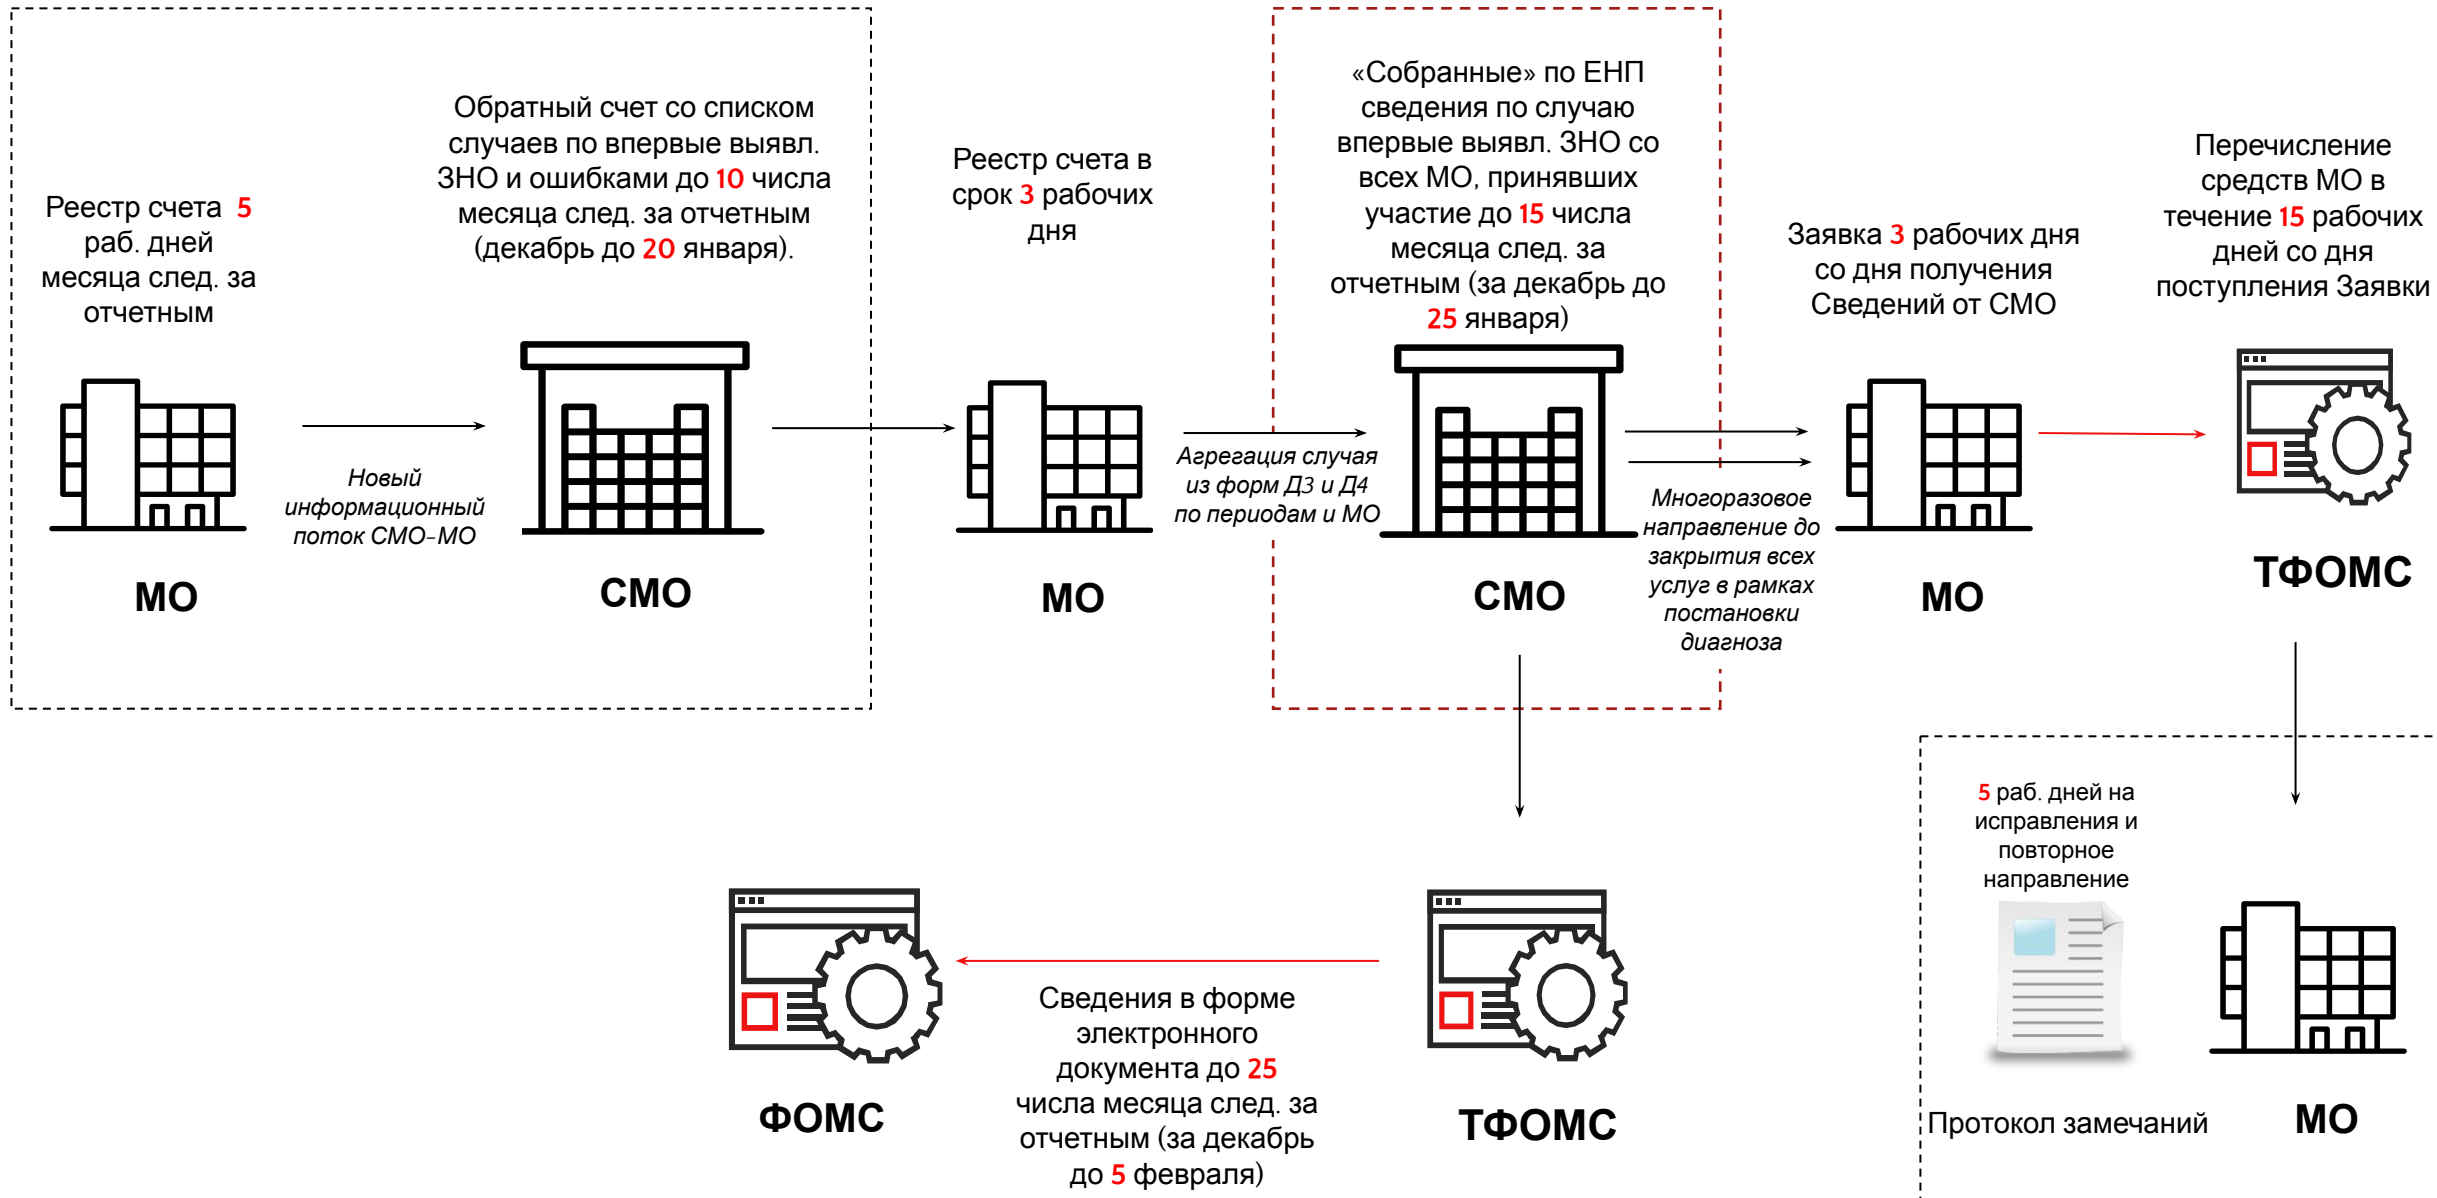 Реестр счета 5
раб. дней
месяца след. за
отчетным
МО
Новый
информационный
поток СМО-МО
Обратный счет со списком
случаев по впервые выявл.
ЗНО и ошибками до 10 числа
месяца след. за отчетным
(декабрь до 20 января).
СМО
Реестр счета в
срок 3 рабочих
дня
МО
Агрегация случая
из форм Д3 и Д4
по периодам и МО
«Собранные» по ЕНП
сведения по случаю
впервые выявл. ЗНО со
всех МО, принявших
участие до 15 числа
месяца след. за
отчетным (за декабрь до
25 января)
СМО
Многоразовое
направление до
закрытия всех
услуг в рамках
постановки
диагноза
Заявка 3 рабочих дня
со дня получения
Сведений от СМО
МО
Перечисление
средств МО в
течение 15 рабочих
дней со дня
поступления Заявки
ТФОМС
ФОМС
Сведения в форме
электронного
документа до 25
числа месяца след. за
отчетным (за декабрь
до 5 февраля)
ТФОМС
5 раб. дней на
исправления и
повторное
направление
Протокол замечаний
МО